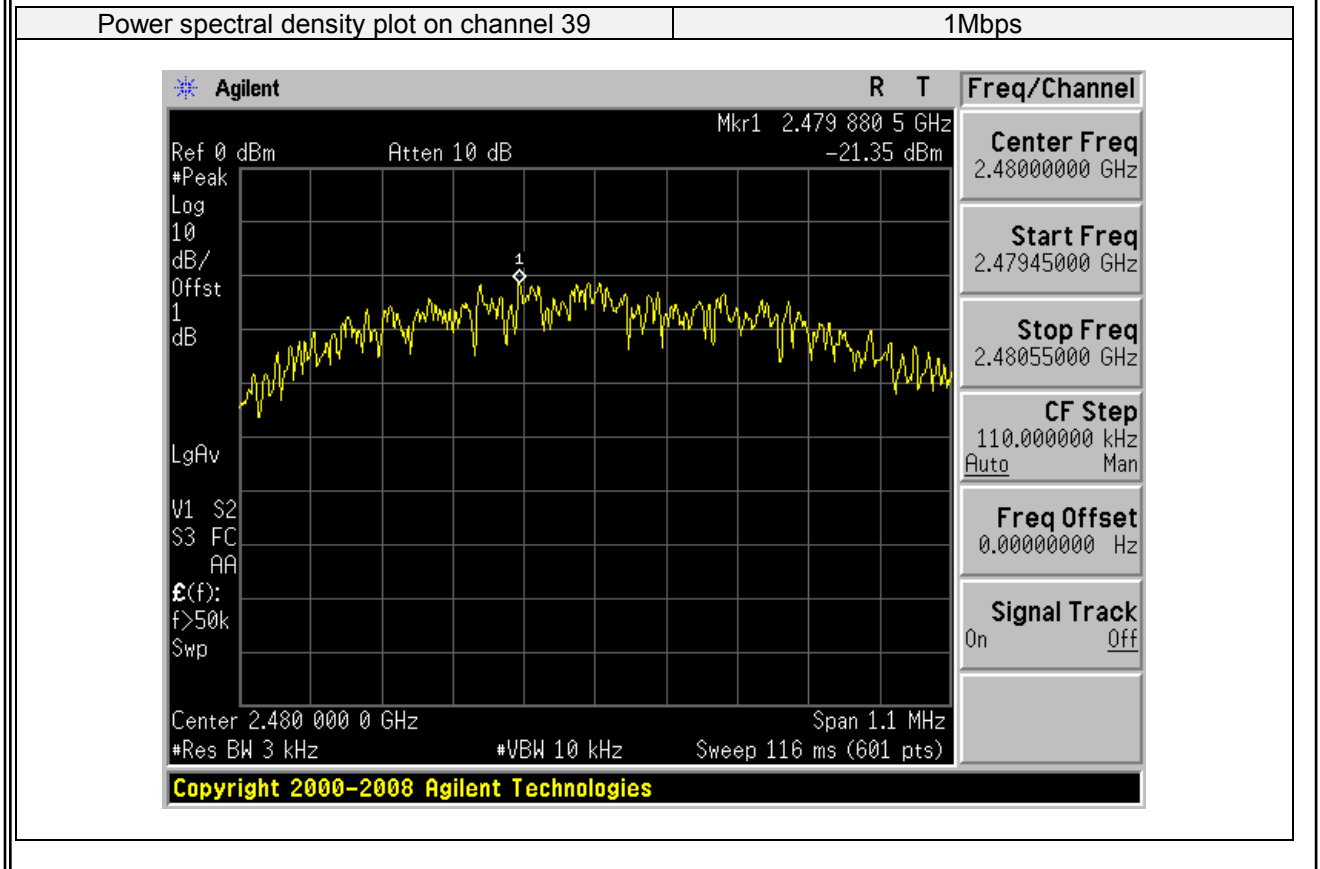 Power spectral density plot on channel 39 1Mbps
Agilent R T Freq/Channel
Mkr1 2.479 880 5 GHz
Ref 0 dBm Atten 10 dB -21.35 dBm
#Peak
Log
10
dB/
Offst
1
dB
1
LgAv
V1 S2
S3 FC
AA
£(f):
f>50k
Swp
Center 2.480 000 0 GHz Span 1.1 MHz
#Res BW 3 kHz #VBW 10 kHz Sweep 116 ms (601 pts)
Center Freq
2.48000000 GHz
Start Freq
2.47945000 GHz
Stop Freq
2.48055000 GHz
CF Step
110.000000 kHz
Auto Man
Freq Offset
0.00000000 Hz
Signal Track
On Off
Copyright 2000-2008 Agilent Technologies